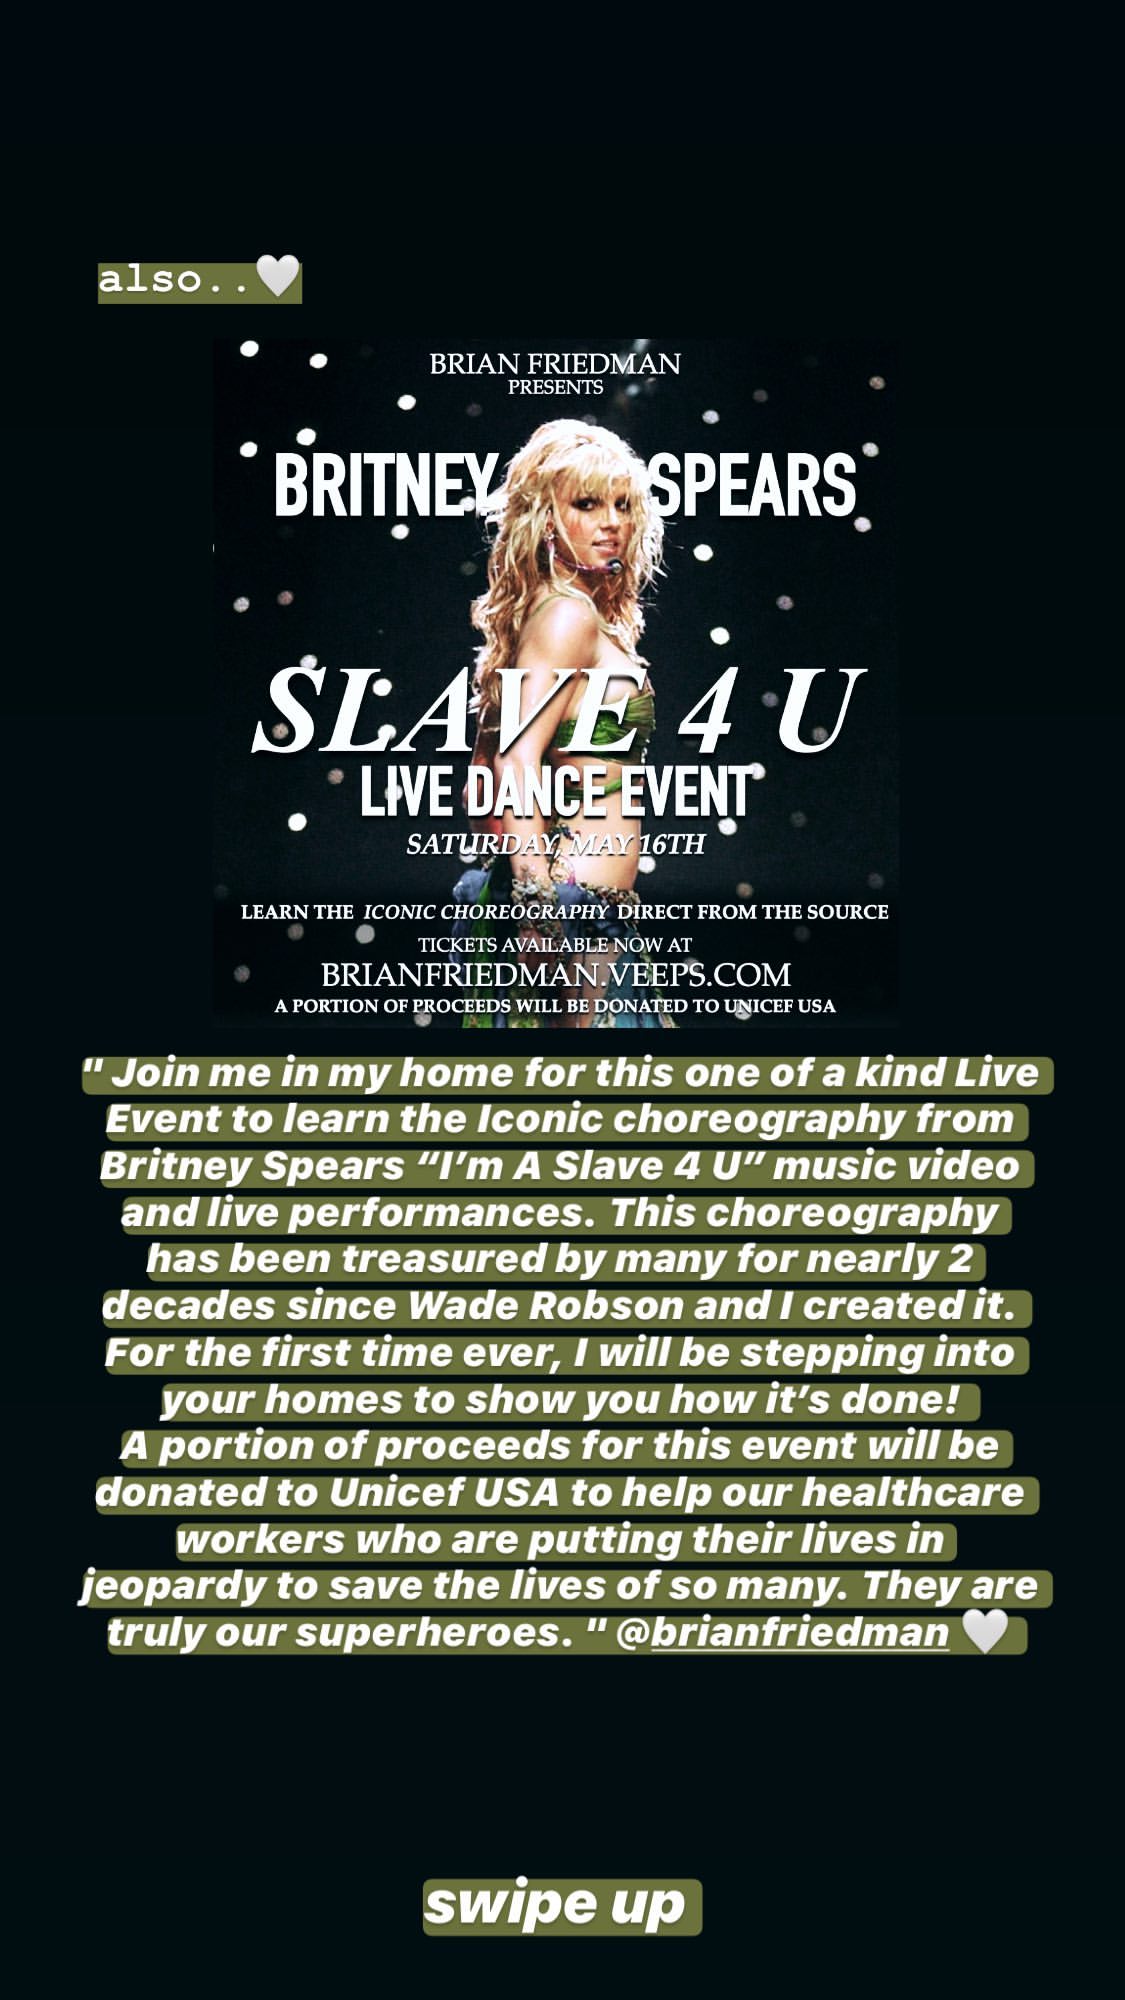 also..🤍
BRIAN FRIEDMAN
PRESENTS
BRITNEY SPEARS
SLAVE 4 U
LIVE DANCE EVENT
SATURDAY, MAY 16TH
LEARN THE ICONIC CHOREOGRAPHY DIRECT FROM THE SOURCE
TICKETS AVAILABLE NOW AT
BRIANFRIEDMAN.VEEPS.COM
A PORTION OF PROCEEDS WILL BE DONATED TO UNICEF USA
" Join me in my home for this one of a kind Live
Event to learn the Iconic choreography from
Britney Spears “I’m A Slave 4 U” music video
and live performances. This choreography
has been treasured by many for nearly 2
decades since Wade Robson and I created it.
For the first time ever, I will be stepping into
your homes to show you how it’s done!
A portion of proceeds for this event will be
donated to Unicef USA to help our healthcare
workers who are putting their lives in
jeopardy to save the lives of so many. They are
truly our superheroes. " @brianfriedman 🤍
swipe up